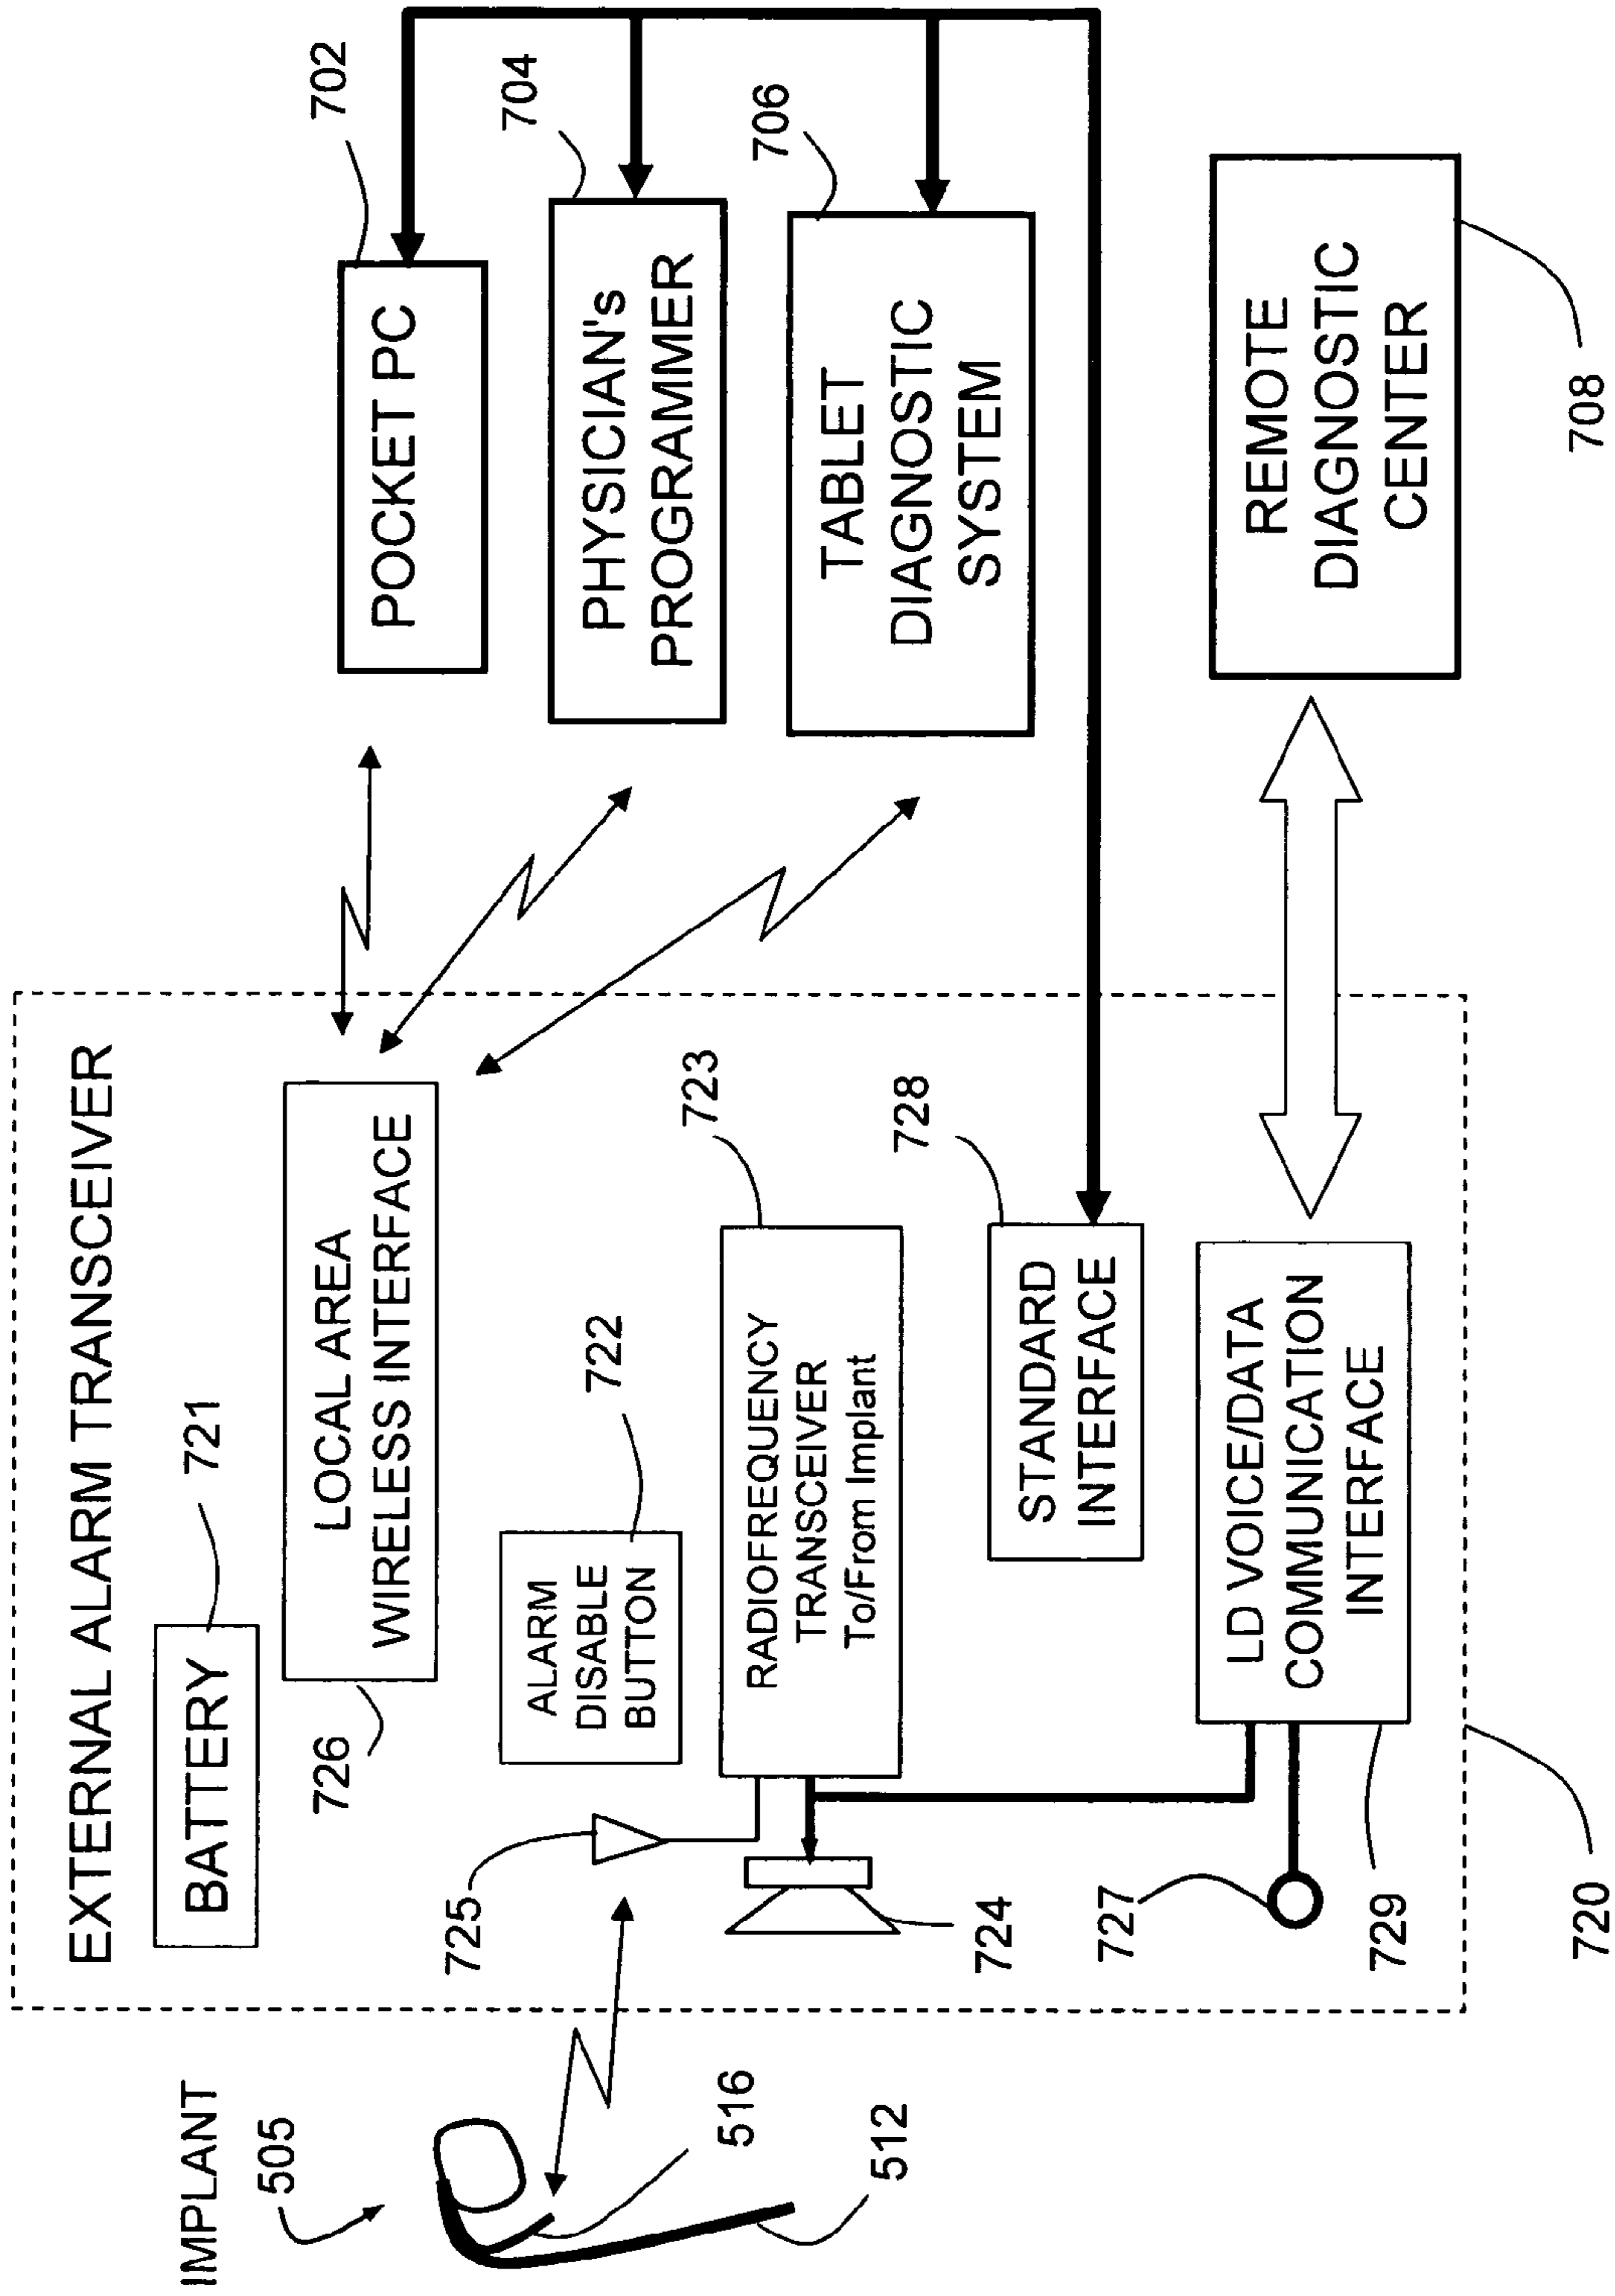 EXTERNAL ALARM TRANSCEIVER
IMPLANT
505
516
512
BATTERY
721
LOCAL AREA
WIRELESS INTERFACE
726
ALARM
DISABLE
BUTTON
722
725
RADIOFREQUENCY
TRANSCEIVER
To/From Implant
723
724
STANDARD
INTERFACE
728
727
LD VOICE/DATA
COMMUNICATION
INTERFACE
729
720
POCKET PC
702
PHYSICIAN's
PROGRAMMER
704
TABLET
DIAGNOSTIC
SYSTEM
706
REMOTE
DIAGNOSTIC
CENTER
708